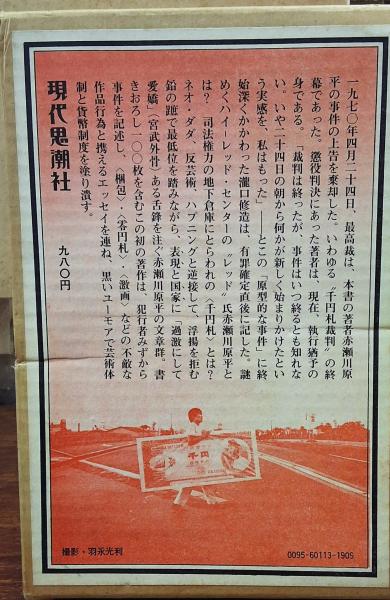 一九七〇年四月二十四日、最高裁は、本書の著者赤瀬川原
平の事件の上告を棄却した。いわゆる〝千円札裁判〟の終
幕であった。懲役判決にあった著者は、現在、執行猶予の
身である。「裁判は終ったが、事件はいつ終るとも知れな
い。いや二十四日の朝から何かが新しく始まりかけたとい
う実感を、私はもった」――とこの〝原型的な事件〟に終
始深くかかわった瀧口修造は、有罪確定直後に記した。謎
めくハイ＝レッド・センターの〝レッド〟氏赤瀬川原平と
は？　司法権力の地下倉庫にとらわれの〈千円札〉とは？
ネオ・ダダ、反芸術、ハプニングと逆接して、浮揚を拒む
鉛の踵で最低位を踏みながら、表現と国家に「過激にして
愛嬌」（宮武外骨）ある舌鋒を注ぐ赤瀬川原平の文章群。書
きおろし一〇〇枚を含むこの初の著作は、犯行者みずから
事件を記述し、〈梱包〉・〈零円札〉・〈激画〉などの不敵な
作品行為と携えるエッセイを連ね、黒いユーモアで芸術体
制と貨幣制度を塗り潰す。
九八〇円
現代思潮社
千円
撮影・羽永光利
0095-60113-1905